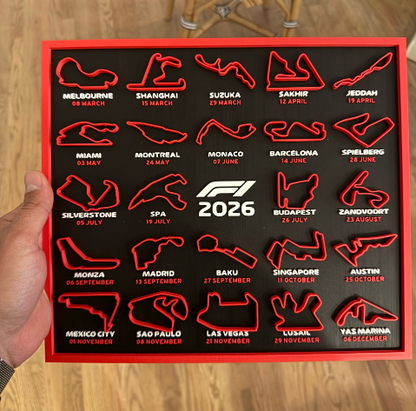 MELBOURNE SHANGHAI SUZUKA SAKHIR JEDDAH
08 MARCH 15 MARCH 29 MARCH 12 APRIL 19 APRIL
MIAMI MONTREAL MONACO BARCELONA SPIELBERG
03 MAY 24 MAY 07 JUNE 14 JUNE 28 JUNE
F1
2026
SILVERSTONE SPA BUDAPEST ZANDVOORT
05 JULY 19 JULY 26 JULY 23 AUGUST
MONZA MADRID BAKU SINGAPORE AUSTIN
06 SEPTEMBER 13 SEPTEMBER 27 SEPTEMBER 11 OCTOBER 25 OCTOBER
MEXICO CITY SAO PAULO LAS VEGAS LUSAIL YAS MARINA
01 NOVEMBER 08 NOVEMBER 21 NOVEMBER 29 NOVEMBER 06 DECEMBER